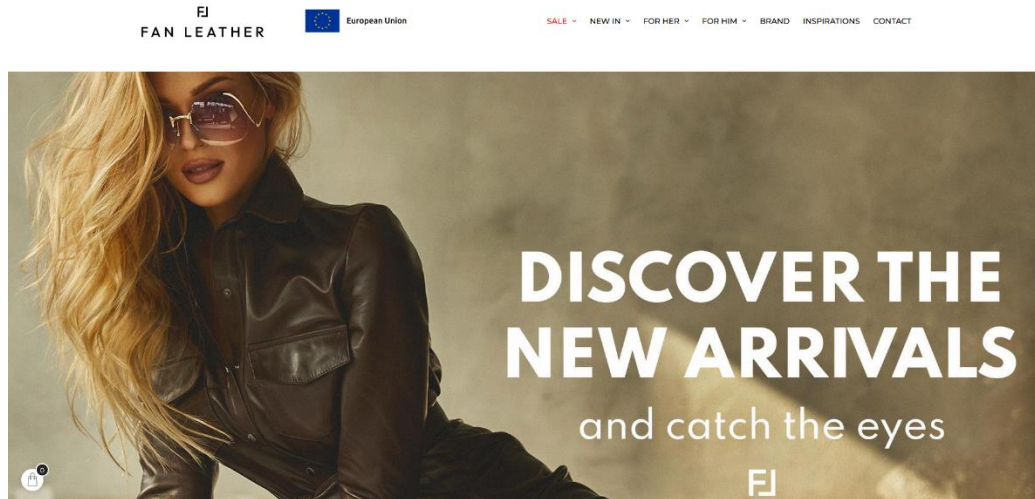 FJ
FAN LEATHER
European Union
SALE NEW IN FOR HER FOR HIM BRAND INSPIRATIONS CONTACT
DISCOVER THE
NEW ARRIVALS
and catch the eyes
FJ
0